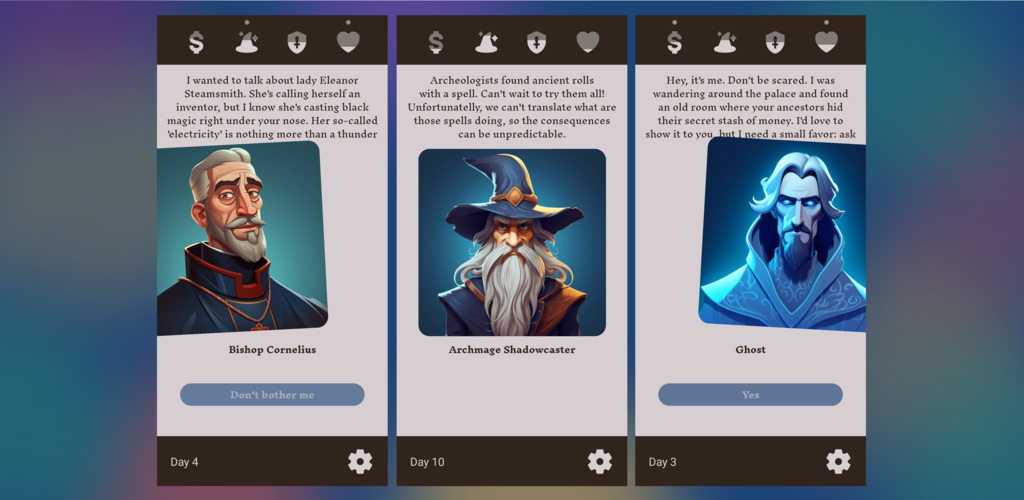 I wanted to talk about lady Eleanor
Steamsmith. She's calling herself an
inventor, but I know she's casting black
magic right under your nose. Her so-called
'electricity' is nothing more than a thunder
Bishop Cornelius
Don't bother me
Day 4
Archeologists found ancient rolls
with a spell. Can't wait to try them all!
Unfortunatelly, we can't translate what are
those spells doing, so the consequences
can be unpredictable.
Archmage Shadowcaster
Day 10
Hey, it's me. Don't be scared. I was
wandering around the palace and found
an old room where your ancestors hid
their secret stash of money. I'd love to
show it to you, but I need a small favor: ask
Ghost
Yes
Day 3